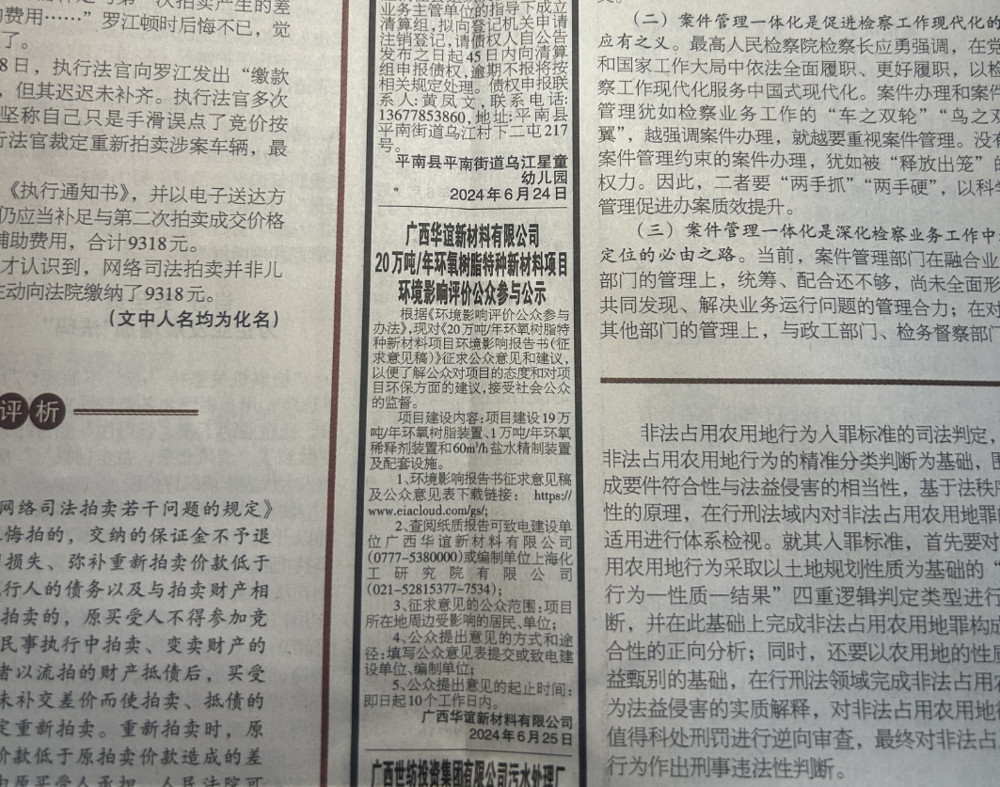 费用……”罗江顿时后悔不已，觉
了。
8日，执行法官向罗江发出“缴款
，但其迟迟未补齐。执行法官多次
坚称自己只是手滑误点了竞价按
行法官裁定重新拍卖涉案车辆，最
《执行通知书》，并以电子送达方
仍应当补足与第二次拍卖成交价格
辅助费用，合计9318元。
才认识到，网络司法拍卖并非儿
主动向法院缴纳了9318元。
（文中人名均为化名）
评析
网络司法拍卖若干问题的规定》
悔拍的，交纳的保证金不予退
损失、弥补重新拍卖价款低于
行人的债务以及与拍卖财产相
拍卖的，原买受人不得参加竞
民事执行中拍卖、变卖财产的
者以流拍的财产抵债后，买受
未补交差价而使拍卖、抵债的
定重新拍卖。重新拍卖时，原
价款低于原拍卖价款造成的差
业务主管单位的指导下成立
清算组，拟向登记机关申请
注销登记，请债权人自公告
发布之日起45日内向清算
组申报债权，逾期不报将按
相关规定处理。债权申报联
系人：黄凤文，联系电话：
13677853860，地址：平南县
平南街道乌江村下二屯217
号。
平南县平南街道乌江星童
幼儿园
2024年6月24日
广西华谊新材料有限公司
20万吨/年环氧树脂特种新材料项目
环境影响评价公众参与公示
根据《环境影响评价公众参与
办法》，现对《20万吨/年环氧树脂特
种新材料项目环境影响报告书（征
求意见稿）》征求公众意见和建议，
以便了解公众对项目的态度和对项
目环保方面的建议，接受社会公众
的监督。
项目建设内容：项目建设19万
吨/年环氧树脂装置、1万吨/年环氧
稀释剂装置和60m³/h盐水精制装置
及配套设施。
1、环境影响报告书征求意见稿
及公众意见表下载链接：https://
www.eiacloud.com/gs/;
2、查阅纸质报告可致电建设单
位广西华谊新材料有限公司
(0777-5380000)或编制单位上海化
工研究院有限公司
(021-52815377-7534)；
3、征求意见的公众范围：项目
所在地周边受影响的居民、单位；
4、公众提出意见的方式和途
径：填写公众意见表提交或致电建
设单位、编制单位；
5、公众提出意见的起止时间：
即日起10个工作日内。
广西华谊新材料有限公司
2024年6月25日
广西世纺投资集团有限公司污水处理厂
（二）案件管理一体化是促进检察工作现代化的
应有之义。最高人民检察院检察长应勇强调，在党
和国家工作大局中依法全面履职、更好履职，以检
察工作现代化服务中国式现代化。案件办理和案件
管理犹如检察业务工作的“车之双轮”“鸟之双
翼”，越强调案件办理，就越要重视案件管理。没有
案件管理约束的案件办理，犹如被“释放出笼”的
权力。因此，二者要“两手抓”“两手硬”，以科学
管理促进办案质效提升。
（三）案件管理一体化是深化检察业务工作中
定位的必由之路。当前，案件管理部门在融合业
部门的管理上，统筹、配合还不够，尚未全面形
共同发现、解决业务运行问题的管理合力；在对
其他部门的管理上，与政工部门、检务督察部门
非法占用农用地行为入罪标准的司法判定，
非法占用农用地行为的精准分类判断为基础，围
成要件符合性与法益侵害的相当性，基于法秩
性的原理，在行刑法域内对非法占用农用地罪
适用进行体系检视。就其入罪标准，首先要对
用农用地行为采取以土地规划性质为基础的“
行为—性质—结果”四重逻辑判定类型进行
断，并在此基础上完成非法占用农用地罪构成
合性的正向分析；同时，还要以农用地的性质
益甄别的基础，在行刑法领域完成非法占用农
为法益侵害的实质解释，对非法占用农用地
值得科处刑罚进行逆向审查，最终对非法占
行为作出刑事违法性判断。